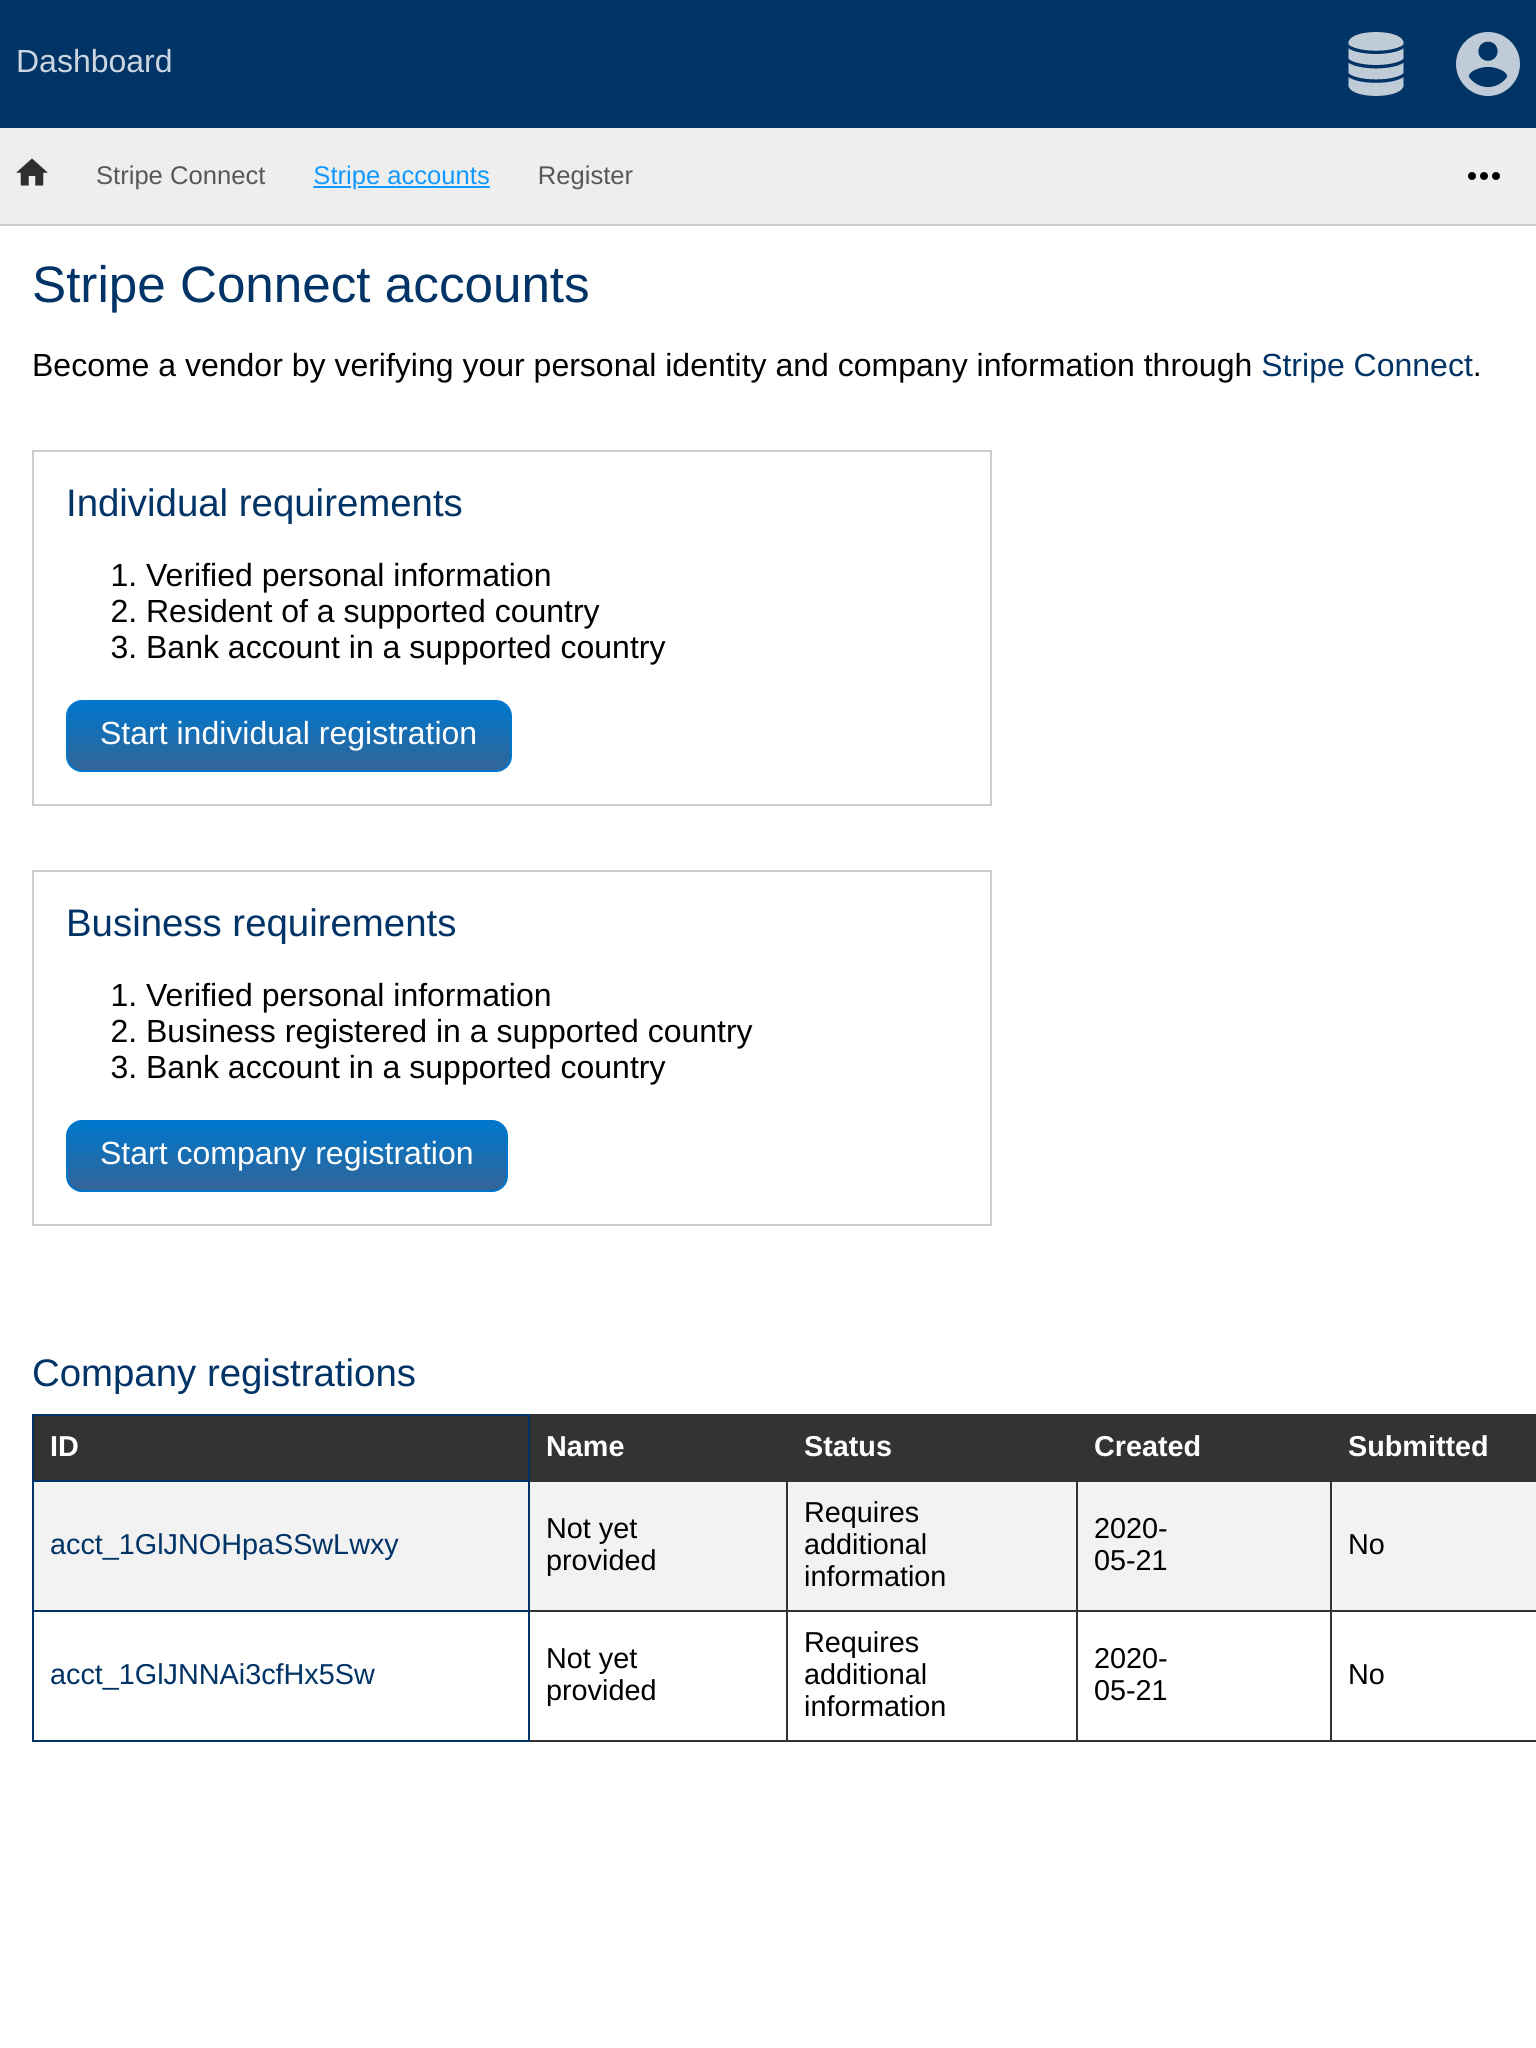 Dashboard
Stripe Connect Stripe accounts Register
Stripe Connect accounts
Become a vendor by verifying your personal identity and company information through Stripe Connect.
Individual requirements
1. Verified personal information
2. Resident of a supported country
3. Bank account in a supported country
Start individual registration
Business requirements
1. Verified personal information
2. Business registered in a supported country
3. Bank account in a supported country
Start company registration
Company registrations
ID Name Status Created Submitted
acct_1GlJNOHpaSSwLwxy Not yet provided Requires additional information 2020-05-21 No
acct_1GlJNNAi3cfHx5Sw Not yet provided Requires additional information 2020-05-21 No